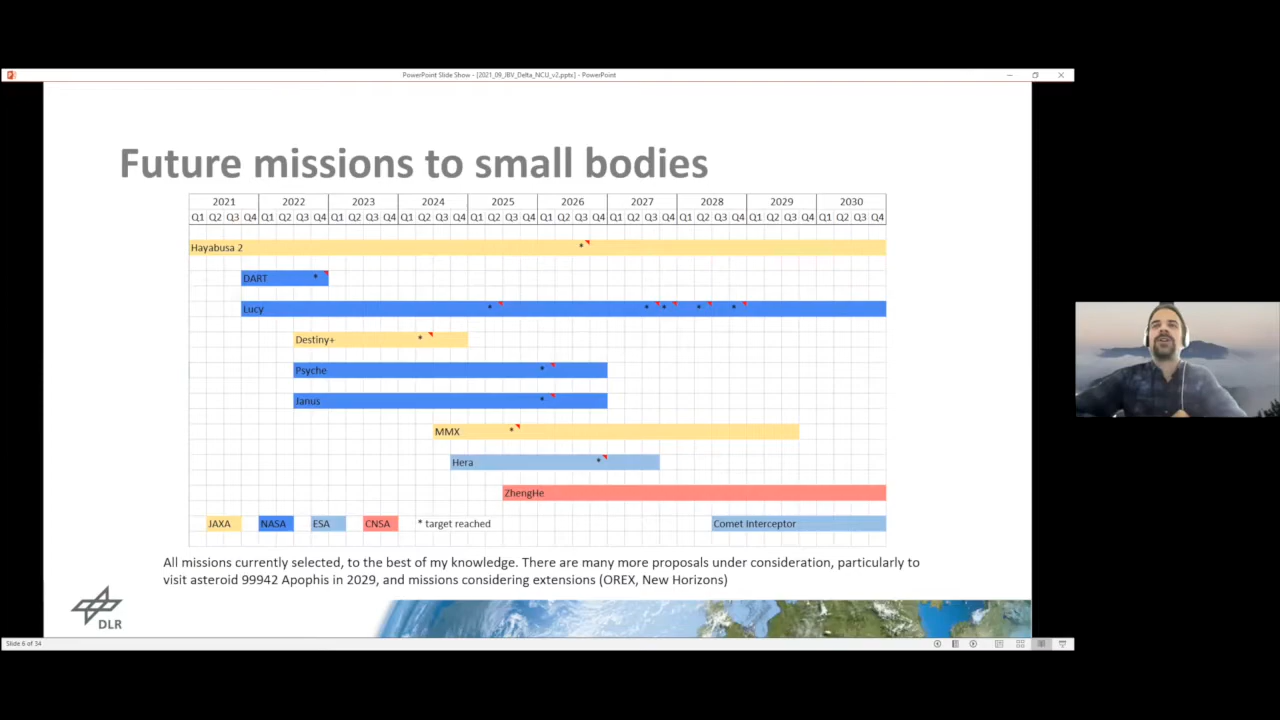 PowerPoint Slide Show - [2021_09_JBV_Delta_NCU_v2.pptx] - PowerPoint
Future missions to small bodies
2021 2022 2023 2024 2025 2026 2027 2028 2029 2030
Q1 Q2 Q3 Q4 Q1 Q2 Q3 Q4 Q1 Q2 Q3 Q4 Q1 Q2 Q3 Q4 Q1 Q2 Q3 Q4 Q1 Q2 Q3 Q4 Q1 Q2 Q3 Q4 Q1 Q2 Q3 Q4 Q1 Q2 Q3 Q4 Q1 Q2 Q3 Q4
Hayabusa 2 *
DART *
Lucy * * * * *
Destiny+ *
Psyche *
Janus *
MMX *
Hera *
ZhengHe
JAXA NASA ESA CNSA * target reached Comet Interceptor
All missions currently selected, to the best of my knowledge. There are many more proposals under consideration, particularly to
visit asteroid 99942 Apophis in 2029, and missions considering extensions (OREX, New Horizons)
DLR
Slide 6 of 34